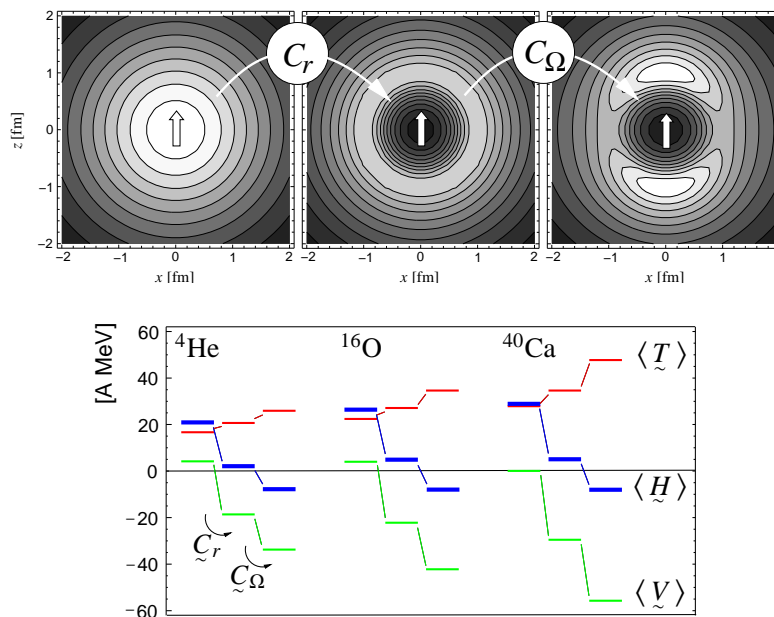 2
1
0
−1
−2
z [fm]
C_r
C_Ω
−2 −1 0 1 2
−2 −1 0 1 2
−2 −1 0 1
x [fm]
x [fm]
x [fm]
[A MeV]
60
40
20
0
−20
−40
−60
⁴He
¹⁶O
⁴⁰Ca
⟨T⟩
⟨H⟩
⟨V⟩
C_r
C_Ω